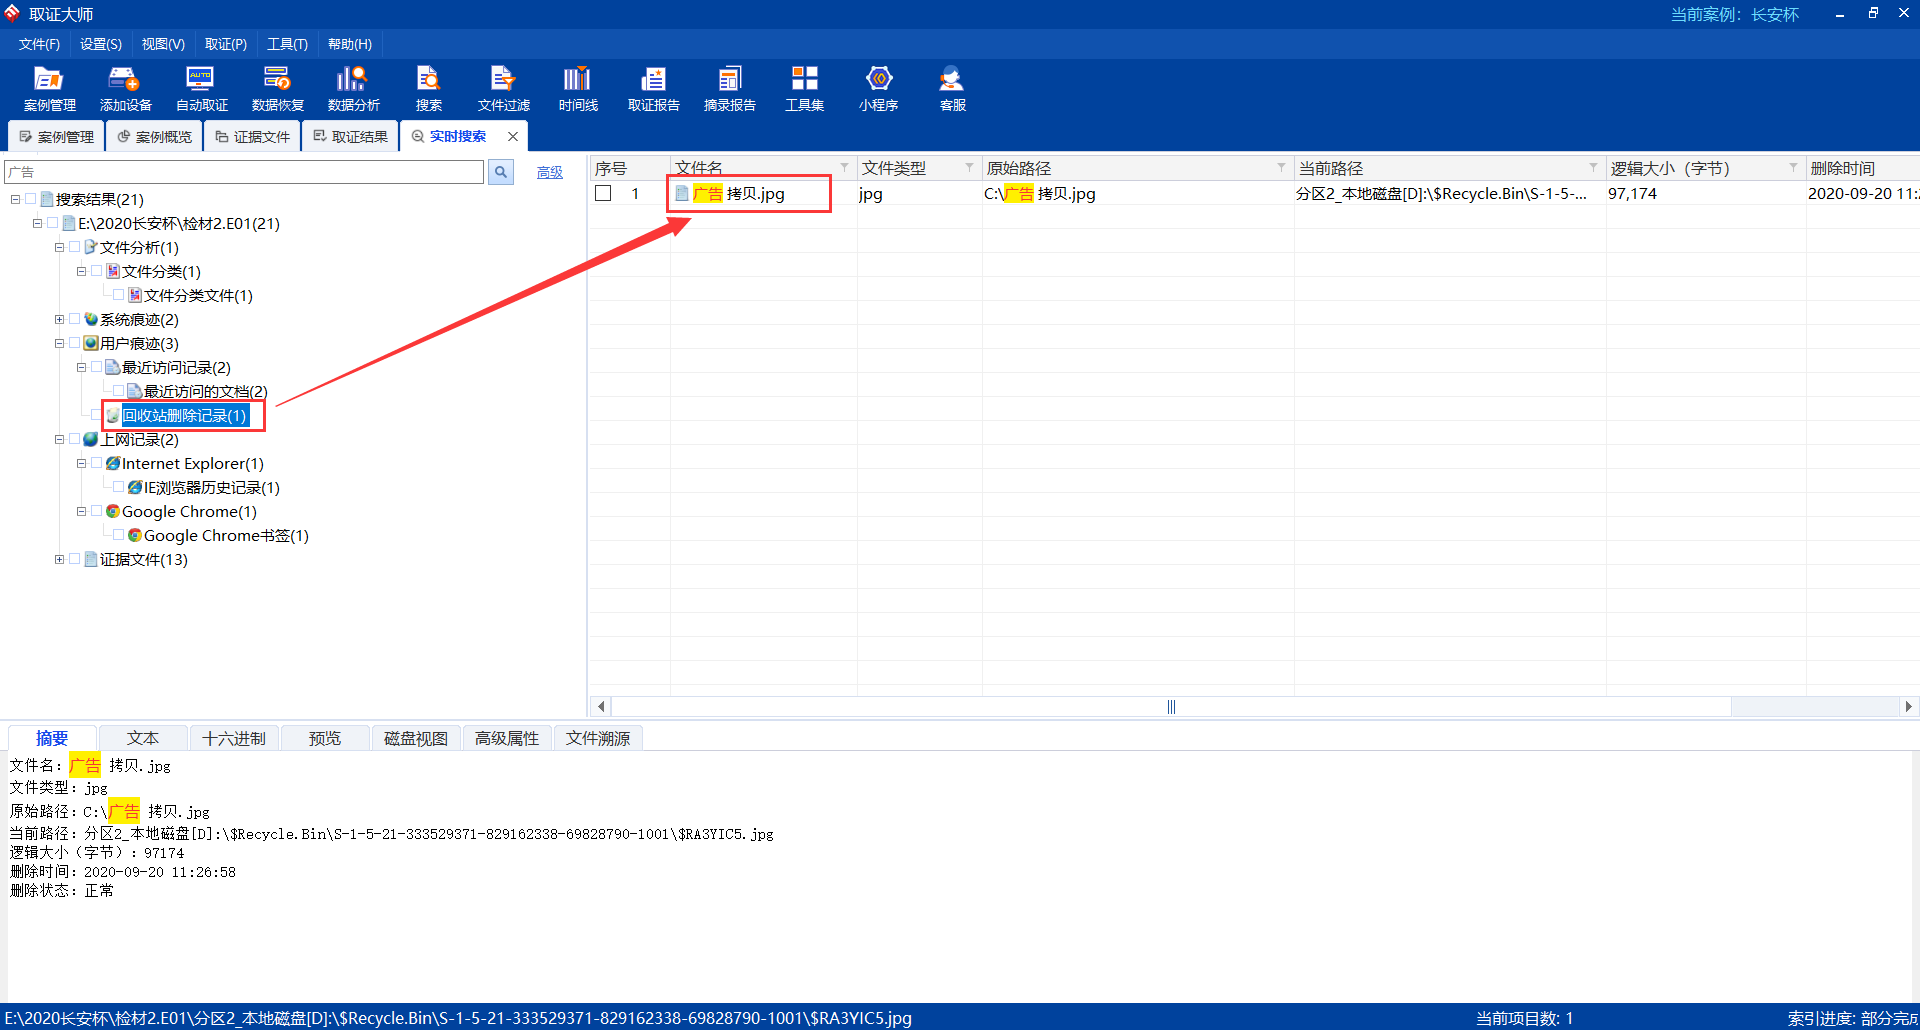 取证大师
当前案例：长安杯
文件(F) 设置(S) 视图(V) 取证(P) 工具(T) 帮助(H)
案例管理 添加设备 自动取证 数据恢复 数据分析 搜索 文件过滤 时间线 取证报告 摘录报告 工具集 小程序 客服
案例管理 案例概览 证据文件 取证结果 实时搜索
广告 高级
搜索结果(21)
E:\2020长安杯\检材2.E01(21)
文件分析(1)
文件分类(1)
文件分类文件(1)
系统痕迹(2)
用户痕迹(3)
最近访问记录(2)
最近访问的文档(2)
回收站删除记录(1)
上网记录(2)
Internet Explorer(1)
IE浏览器历史记录(1)
Google Chrome(1)
Google Chrome书签(1)
证据文件(13)
序号 文件名 文件类型 原始路径 当前路径 逻辑大小（字节） 删除时间
1 广告 拷贝.jpg jpg C:\广告 拷贝.jpg 分区2_本地磁盘[D]:\$Recycle.Bin\S-1-5-... 97,174 2020-09-20 11:
摘要 文本 十六进制 预览 磁盘视图 高级属性 文件溯源
文件名：广告 拷贝.jpg
文件类型：jpg
原始路径：C:\广告 拷贝.jpg
当前路径：分区2_本地磁盘[D]:\$Recycle.Bin\S-1-5-21-333529371-829162338-69828790-1001\$RA3YIC5.jpg
逻辑大小（字节）：97174
删除时间：2020-09-20 11:26:58
删除状态：正常
E:\2020长安杯\检材2.E01\分区2_本地磁盘[D]:\$Recycle.Bin\S-1-5-21-333529371-829162338-69828790-1001\$RA3YIC5.jpg
当前项目数: 1
索引进度: 部分完成